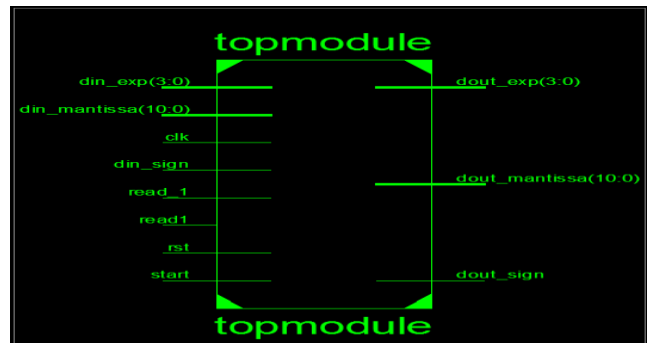 topmodule
din_exp(3:0)
dout_exp(3:0)
din_mantissa(10:0)
clk
din_sign
dout_mantissa(10:0)
read_1
read1
rst
start
dout_sign
topmodule